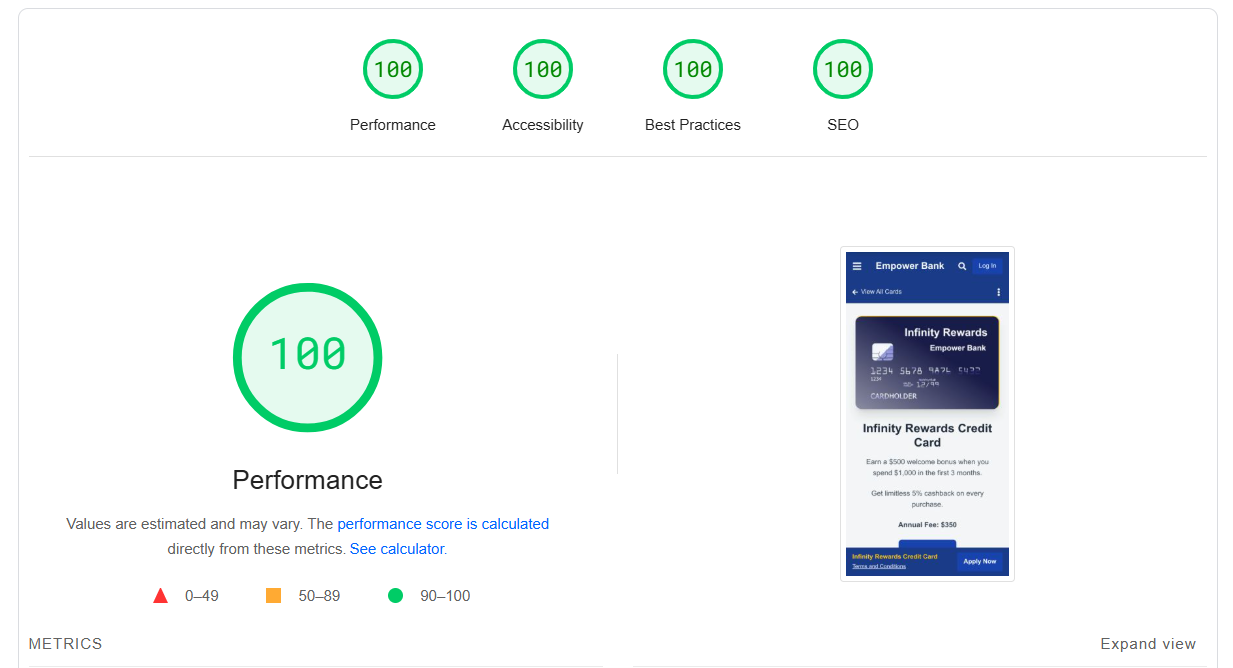 100 100 100 100
Performance Accessibility Best Practices SEO
100
Performance
Values are estimated and may vary. The performance score is calculated
directly from these metrics. See calculator.
0–49 50–89 90–100
Empower Bank Log In
View All Cards
Infinity Rewards
Empower Bank
1234 5678
1234
12/99
CARDHOLDER
Infinity Rewards Credit
Card
Earn a $500 welcome bonus when you
spend $1,000 in the first 3 months.
Get limitless 5% cashback on every
purchase.
Annual Fee: $350
Infinity Rewards Credit Card
Terms and Conditions
Apply Now
METRICS
Expand view